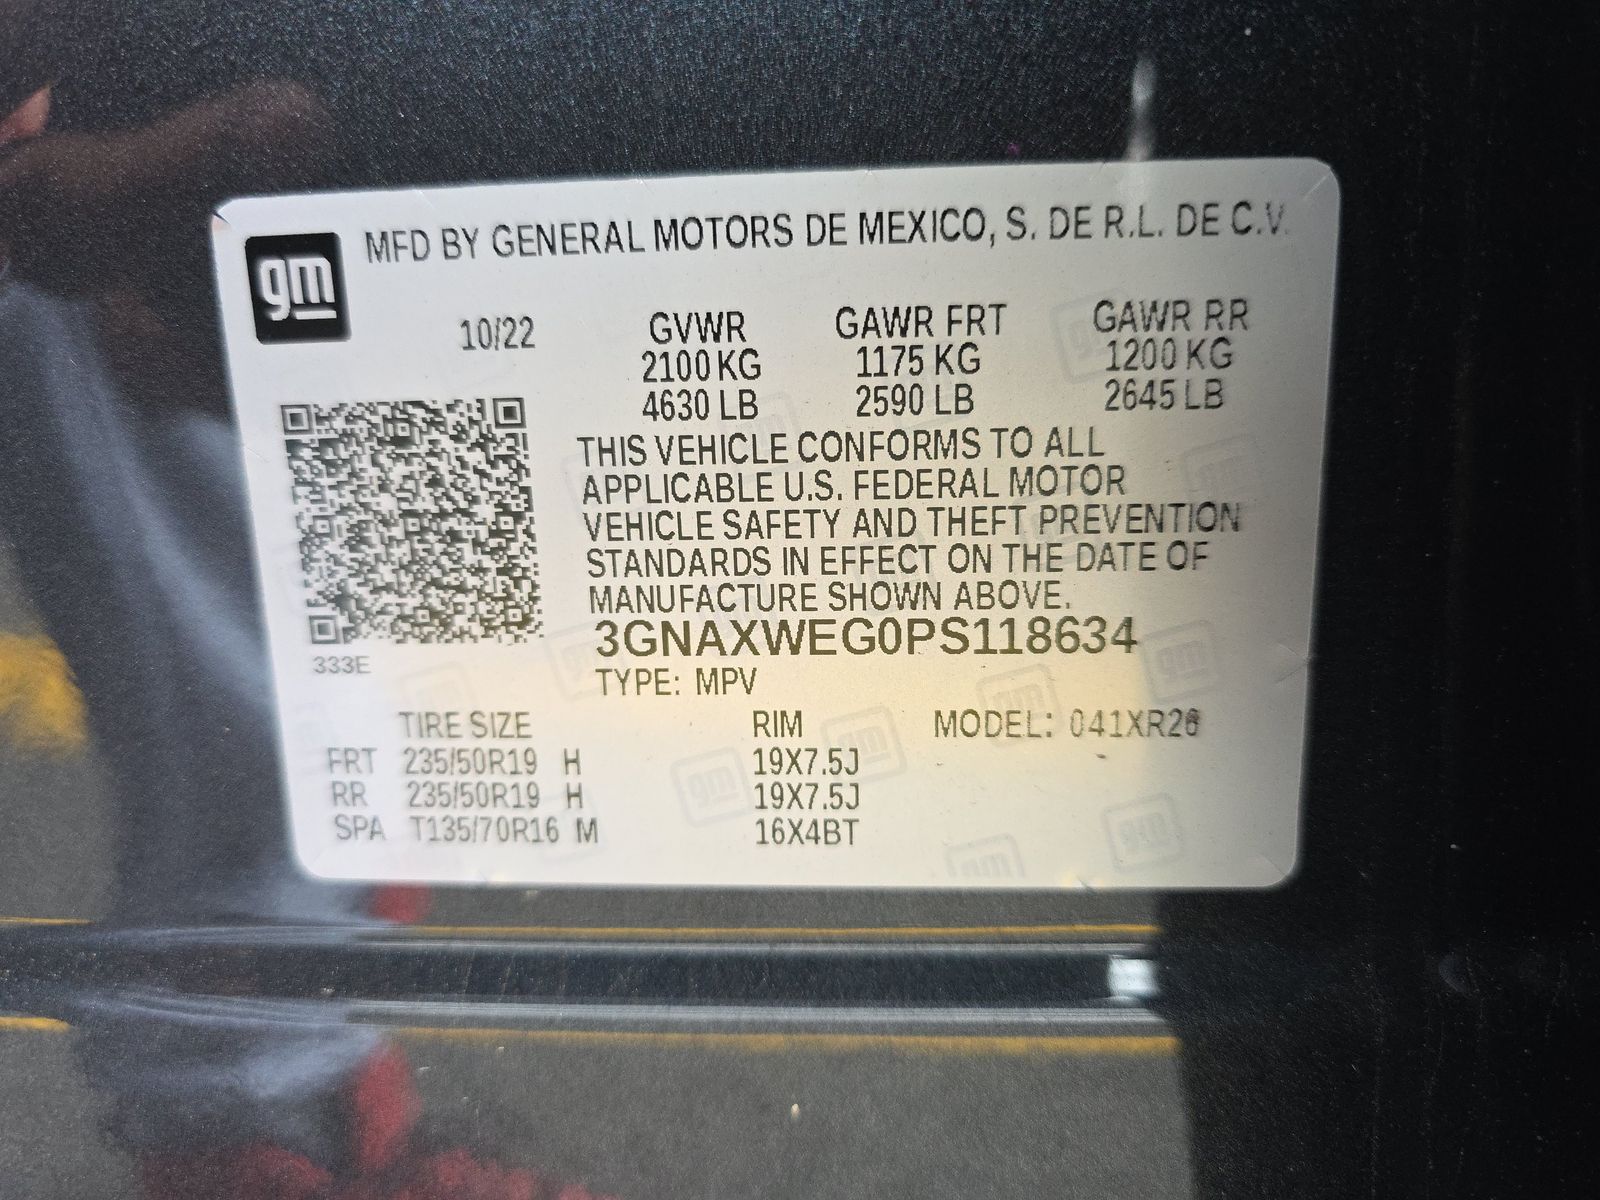 gm
MFD BY GENERAL MOTORS DE MEXICO, S. DE R.L. DE C.V.
10/22 GVWR GAWR FRT GAWR RR
2100 KG 1175 KG 1200 KG
4630 LB 2590 LB 2645 LB
THIS VEHICLE CONFORMS TO ALL
APPLICABLE U.S. FEDERAL MOTOR
VEHICLE SAFETY AND THEFT PREVENTION
STANDARDS IN EFFECT ON THE DATE OF
MANUFACTURE SHOWN ABOVE.
3GNAXWEG0PS118634
333E
TYPE: MPV
TIRE SIZE RIM MODEL: 041XR26
FRT 235/50R19 H 19X7.5J
RR 235/50R19 H 19X7.5J
SPA T135/70R16 M 16X4BT